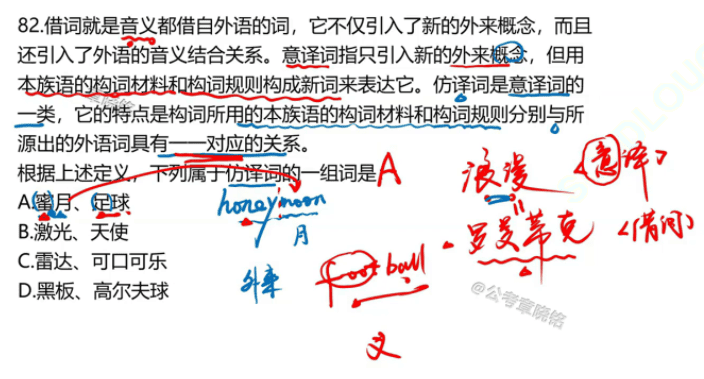 82.借词就是音义都借自外语的词，它不仅引入了新的外来概念，而且
还引入了外语的音义结合关系。意译词指只引入新的外来概念，但用
本族语的构词材料和构词规则构成新词来表达它。仿译词是意译词的
一类，它的特点是构词所用的本族语的构词材料和构词规则分别与所
源出的外语词具有一一对应的关系。
根据上述定义，下列属于仿译词的一组词是 A
浪漫 <意译>
A.蜜月、足球
honeymoon
B.激光、天使
月
罗曼蒂克 <借词>
C.雷达、可口可乐
football
D.黑板、高尔夫球
外来
@公考章晓铭
义